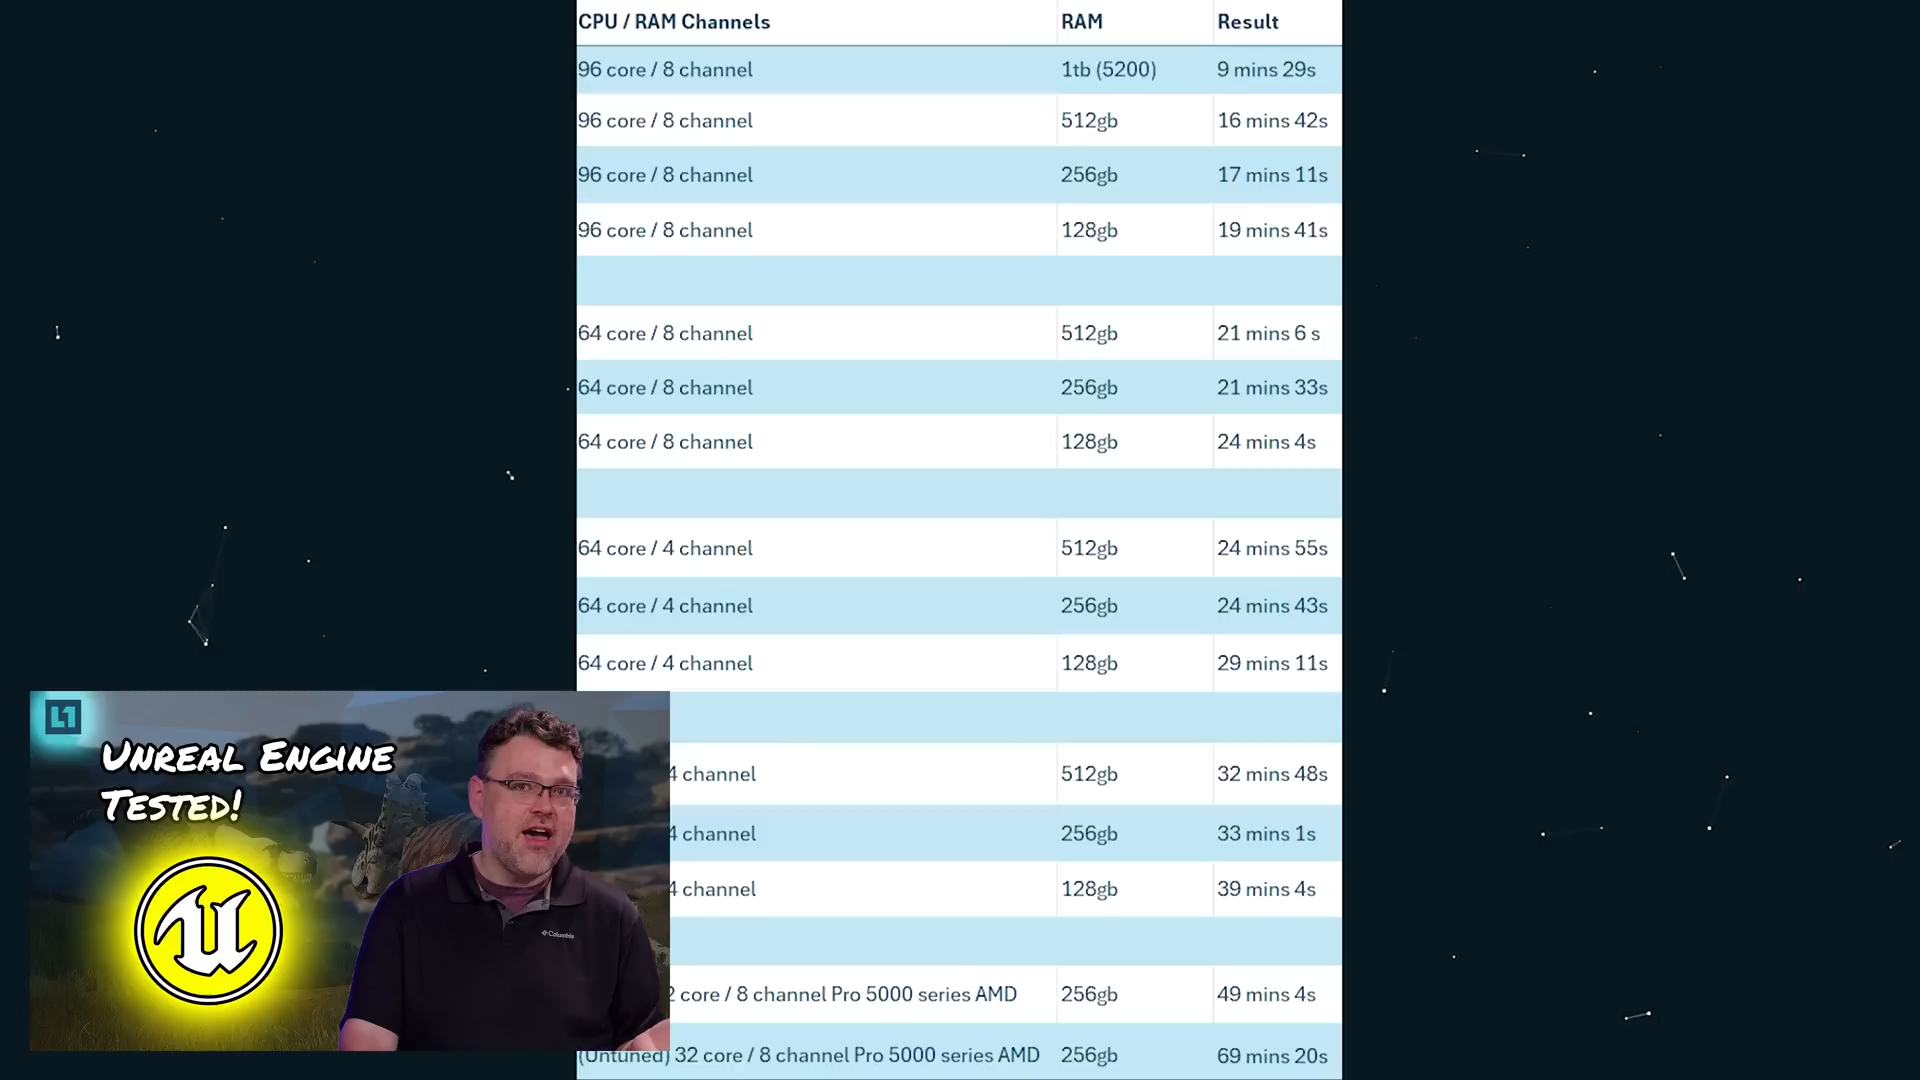 CPU / RAM Channels RAM Result
96 core / 8 channel 1tb (5200) 9 mins 29s
96 core / 8 channel 512gb 16 mins 42s
96 core / 8 channel 256gb 17 mins 11s
96 core / 8 channel 128gb 19 mins 41s
64 core / 8 channel 512gb 21 mins 6 s
64 core / 8 channel 256gb 21 mins 33s
64 core / 8 channel 128gb 24 mins 4s
64 core / 4 channel 512gb 24 mins 55s
64 core / 4 channel 256gb 24 mins 43s
64 core / 4 channel 128gb 29 mins 11s
4 channel 512gb 32 mins 48s
4 channel 256gb 33 mins 1s
4 channel 128gb 39 mins 4s
2 core / 8 channel Pro 5000 series AMD 256gb 49 mins 4s
(Untuned) 32 core / 8 channel Pro 5000 series AMD 256gb 69 mins 20s
L1
UNREAL ENGINE
TESTED!
Columbia